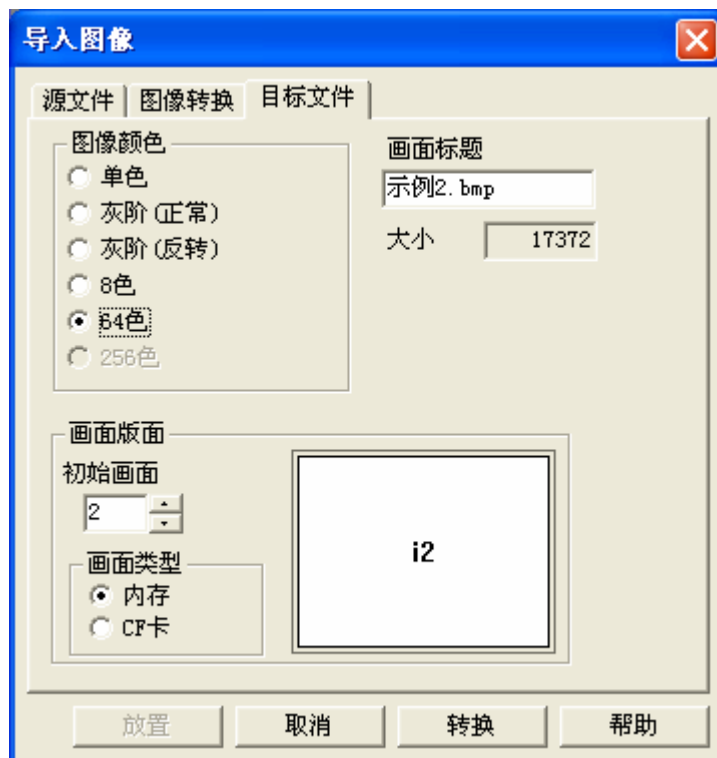 导入图像
源文件 图像转换 目标文件
图像颜色
单色
灰阶(正常)
灰阶(反转)
8色
64色
256色
画面标题
示例2.bmp
大小 17372
画面版面
初始画面
2
画面类型
内存
CF卡
i2
放置 取消 转换 帮助